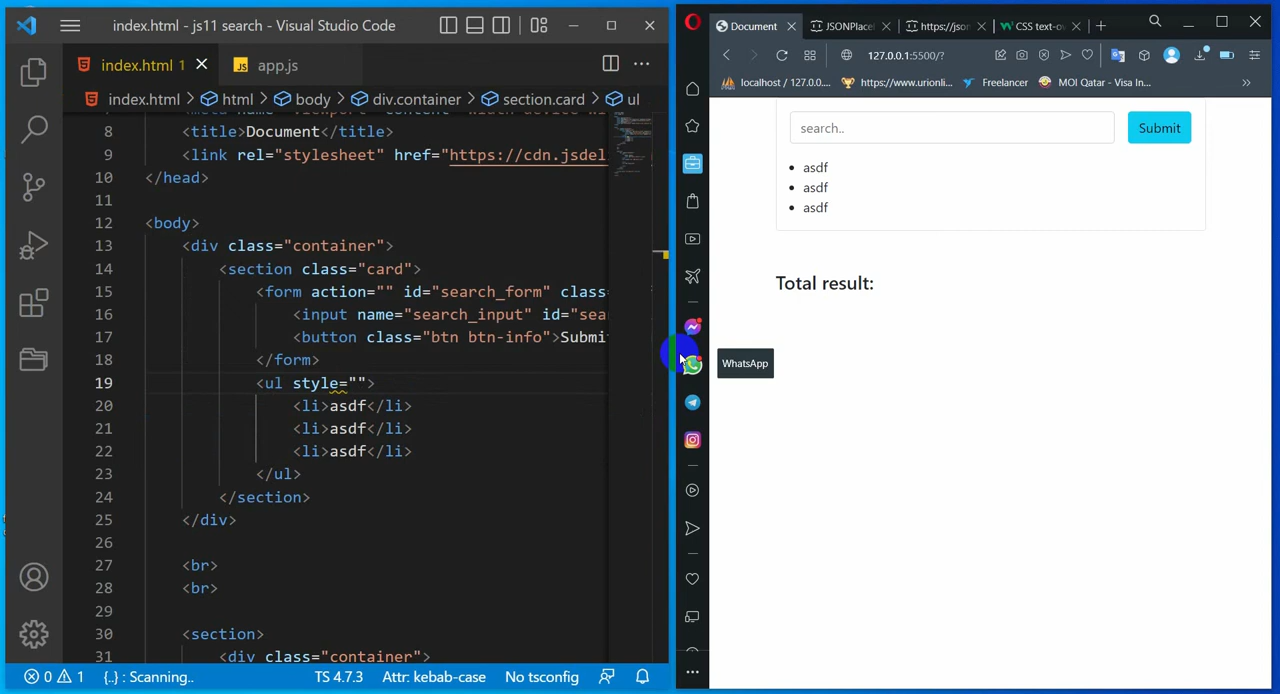 index.html - js11 search - Visual Studio Code
index.html 1
JS app.js
index.html > html > body > div.container > section.card > ul
8 <title>Document</title>
9 <link rel="stylesheet" href="https://cdn.jsdel
10 </head>
11
12 <body>
13 <div class="container">
14 <section class="card">
15 <form action="" id="search_form" class=
16 <input name="search_input" id="sea
17 <button class="btn btn-info">Submi
18 </form>
19 <ul style="">
20 <li>asdf</li>
21 <li>asdf</li>
22 <li>asdf</li>
23 </ul>
24 </section>
25 </div>
26
27 <br>
28 <br>
29
30 <section>
31 <div class="container">
0 1 {..} : Scanning.. TS 4.7.3 Attr: kebab-case No tsconfig
Document
JSONPlacel
https://json
CSS text-ov
127.0.0.1:5500/?
localhost / 127.0....
https://www.urionli...
Freelancer
MOI Qatar - Visa In...
search..
Submit
asdf
asdf
asdf
Total result:
WhatsApp